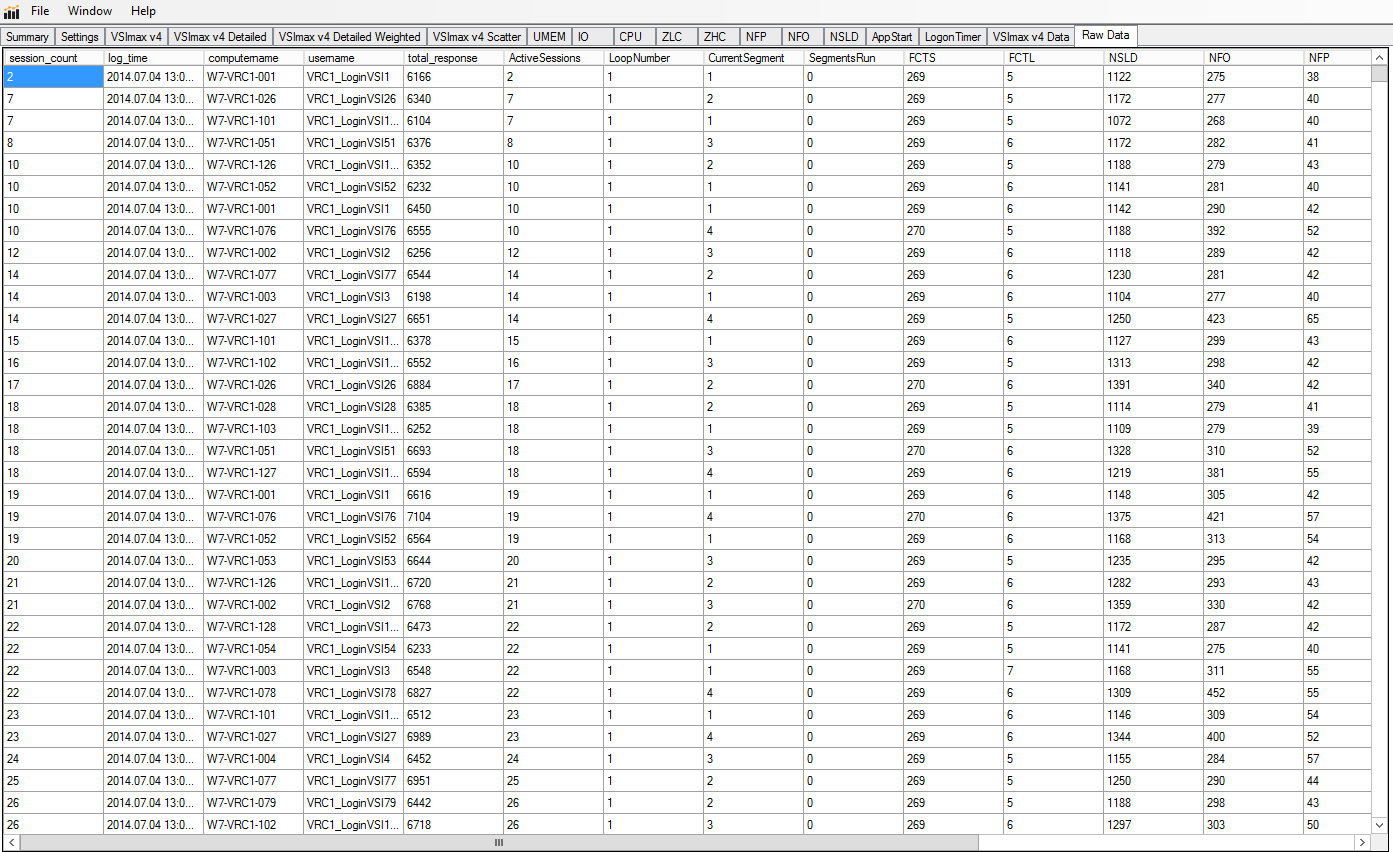 File Window Help
Summary Settings VSImax v4 VSImax v4 Detailed VSImax v4 Detailed Weighted VSImax v4 Scatter UMEM IO CPU ZLC ZHC NFP NFO NSLD AppStart LogonTimer VSImax v4 Data Raw Data
session_count log_time computername username total_response ActiveSessions LoopNumber CurrentSegment SegmentsRun FCTS FCTL NSLD NFO NFP
2 2014.07.04 13:0... W7-VRC1-001 VRC1_LoginVSI1 6166 2 1 1 0 269 5 1122 275 38
7 2014.07.04 13:0... W7-VRC1-026 VRC1_LoginVSI26 6340 7 1 2 0 269 5 1172 277 40
7 2014.07.04 13:0... W7-VRC1-101 VRC1_LoginVSI1... 6104 7 1 1 0 269 5 1072 268 40
8 2014.07.04 13:0... W7-VRC1-051 VRC1_LoginVSI51 6376 8 1 3 0 269 6 1172 282 41
10 2014.07.04 13:0... W7-VRC1-126 VRC1_LoginVSI1... 6352 10 1 2 0 269 5 1188 279 43
10 2014.07.04 13:0... W7-VRC1-052 VRC1_LoginVSI52 6232 10 1 1 0 269 6 1141 281 40
10 2014.07.04 13:0... W7-VRC1-001 VRC1_LoginVSI1 6450 10 1 1 0 269 6 1142 290 42
10 2014.07.04 13:0... W7-VRC1-076 VRC1_LoginVSI76 6555 10 1 4 0 270 5 1188 392 52
12 2014.07.04 13:0... W7-VRC1-002 VRC1_LoginVSI2 6256 12 1 3 0 269 6 1118 289 42
14 2014.07.04 13:0... W7-VRC1-077 VRC1_LoginVSI77 6544 14 1 2 0 269 6 1230 281 42
14 2014.07.04 13:0... W7-VRC1-003 VRC1_LoginVSI3 6198 14 1 1 0 269 6 1104 277 40
14 2014.07.04 13:0... W7-VRC1-027 VRC1_LoginVSI27 6651 14 1 4 0 269 5 1250 423 65
15 2014.07.04 13:0... W7-VRC1-101 VRC1_LoginVSI1... 6378 15 1 1 0 269 6 1127 299 43
16 2014.07.04 13:0... W7-VRC1-102 VRC1_LoginVSI1... 6552 16 1 3 0 269 5 1313 298 42
17 2014.07.04 13:0... W7-VRC1-026 VRC1_LoginVSI26 6884 17 1 2 0 270 6 1391 340 42
18 2014.07.04 13:0... W7-VRC1-028 VRC1_LoginVSI28 6385 18 1 2 0 269 5 1114 279 41
18 2014.07.04 13:0... W7-VRC1-103 VRC1_LoginVSI1... 6252 18 1 1 0 269 5 1109 279 39
18 2014.07.04 13:0... W7-VRC1-051 VRC1_LoginVSI51 6693 18 1 3 0 270 6 1328 310 52
18 2014.07.04 13:0... W7-VRC1-127 VRC1_LoginVSI1... 6594 18 1 4 0 269 6 1219 381 55
19 2014.07.04 13:0... W7-VRC1-001 VRC1_LoginVSI1 6616 19 1 1 0 269 6 1148 305 42
19 2014.07.04 13:0... W7-VRC1-076 VRC1_LoginVSI76 7104 19 1 4 0 270 6 1375 421 57
19 2014.07.04 13:0... W7-VRC1-052 VRC1_LoginVSI52 6564 19 1 1 0 269 6 1168 313 54
20 2014.07.04 13:0... W7-VRC1-053 VRC1_LoginVSI53 6644 20 1 3 0 269 5 1235 295 42
21 2014.07.04 13:0... W7-VRC1-126 VRC1_LoginVSI1... 6720 21 1 2 0 269 6 1282 293 43
21 2014.07.04 13:0... W7-VRC1-002 VRC1_LoginVSI2 6768 21 1 3 0 270 6 1359 330 42
22 2014.07.04 13:0... W7-VRC1-128 VRC1_LoginVSI1... 6473 22 1 2 0 269 5 1172 287 42
22 2014.07.04 13:0... W7-VRC1-054 VRC1_LoginVSI54 6233 22 1 1 0 269 5 1141 275 40
22 2014.07.04 13:0... W7-VRC1-003 VRC1_LoginVSI3 6548 22 1 1 0 269 7 1168 311 55
22 2014.07.04 13:0... W7-VRC1-078 VRC1_LoginVSI78 6827 22 1 4 0 269 6 1309 452 55
23 2014.07.04 13:0... W7-VRC1-101 VRC1_LoginVSI1... 6512 23 1 1 0 269 6 1146 309 54
23 2014.07.04 13:0... W7-VRC1-027 VRC1_LoginVSI27 6989 23 1 4 0 269 6 1344 400 52
24 2014.07.04 13:0... W7-VRC1-004 VRC1_LoginVSI4 6452 24 1 3 0 269 5 1155 284 57
25 2014.07.04 13:0... W7-VRC1-077 VRC1_LoginVSI77 6951 25 1 2 0 269 5 1250 290 44
26 2014.07.04 13:0... W7-VRC1-079 VRC1_LoginVSI79 6442 26 1 2 0 269 5 1188 298 43
26 2014.07.04 13:0... W7-VRC1-102 VRC1_LoginVSI1... 6718 26 1 3 0 269 6 1297 303 50